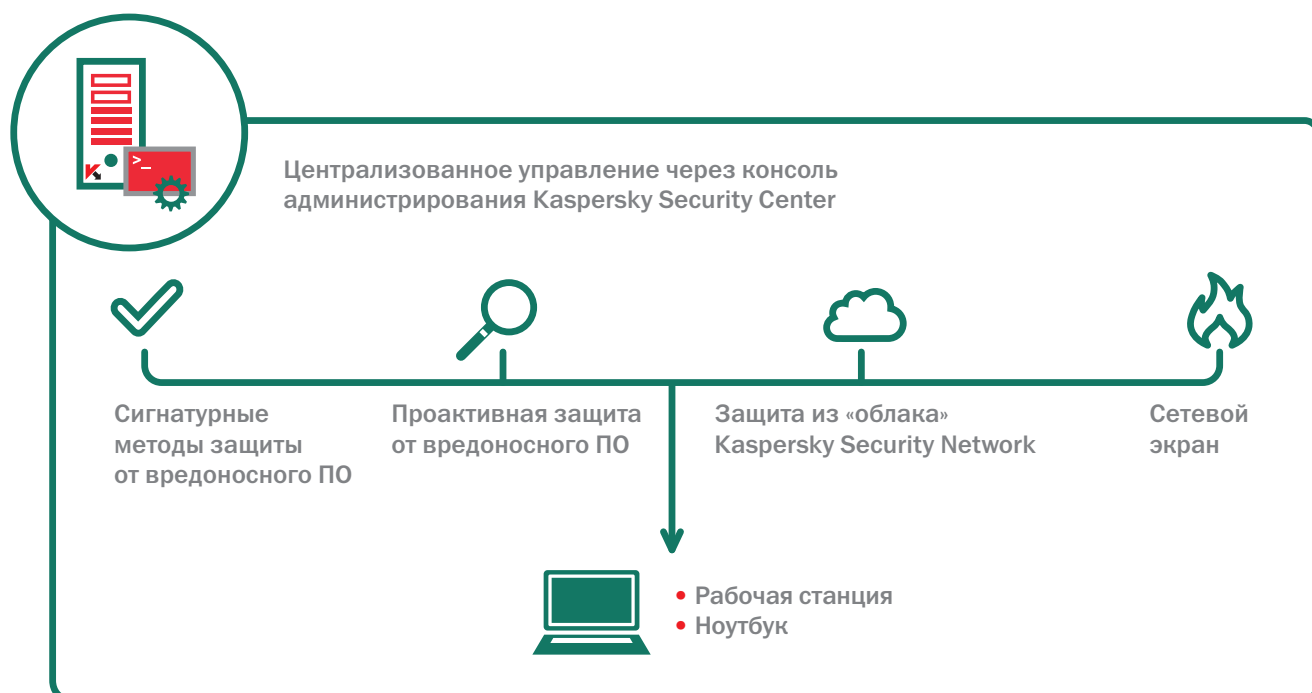 >_
Централизованное управление через консоль
администрирования Kaspersky Security Center
Сигнатурные
методы защиты
от вредоносного ПО
Проактивная защита
от вредоносного ПО
Защита из «облака»
Kaspersky Security Network
Сетевой
экран
• Рабочая станция
• Ноутбук